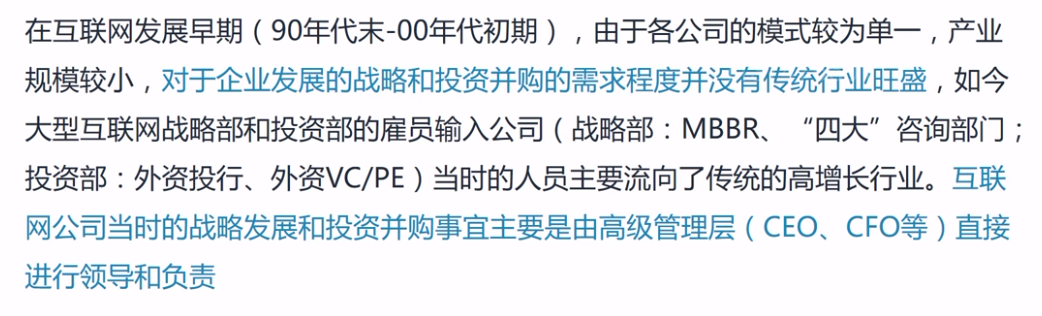 在互联网发展早期（90年代末-00年代初期），由于各公司的模式较为单一，产业
规模较小，对于企业发展的战略和投资并购的需求程度并没有传统行业旺盛，如今
大型互联网战略部和投资部的雇员输入公司（战略部：MBBR、“四大”咨询部门；
投资部：外资投行、外资VC/PE）当时的人员主要流向了传统的高增长行业。互联
网公司当时的战略发展和投资并购事宜主要是由高级管理层（CEO、CFO等）直接
进行领导和负责